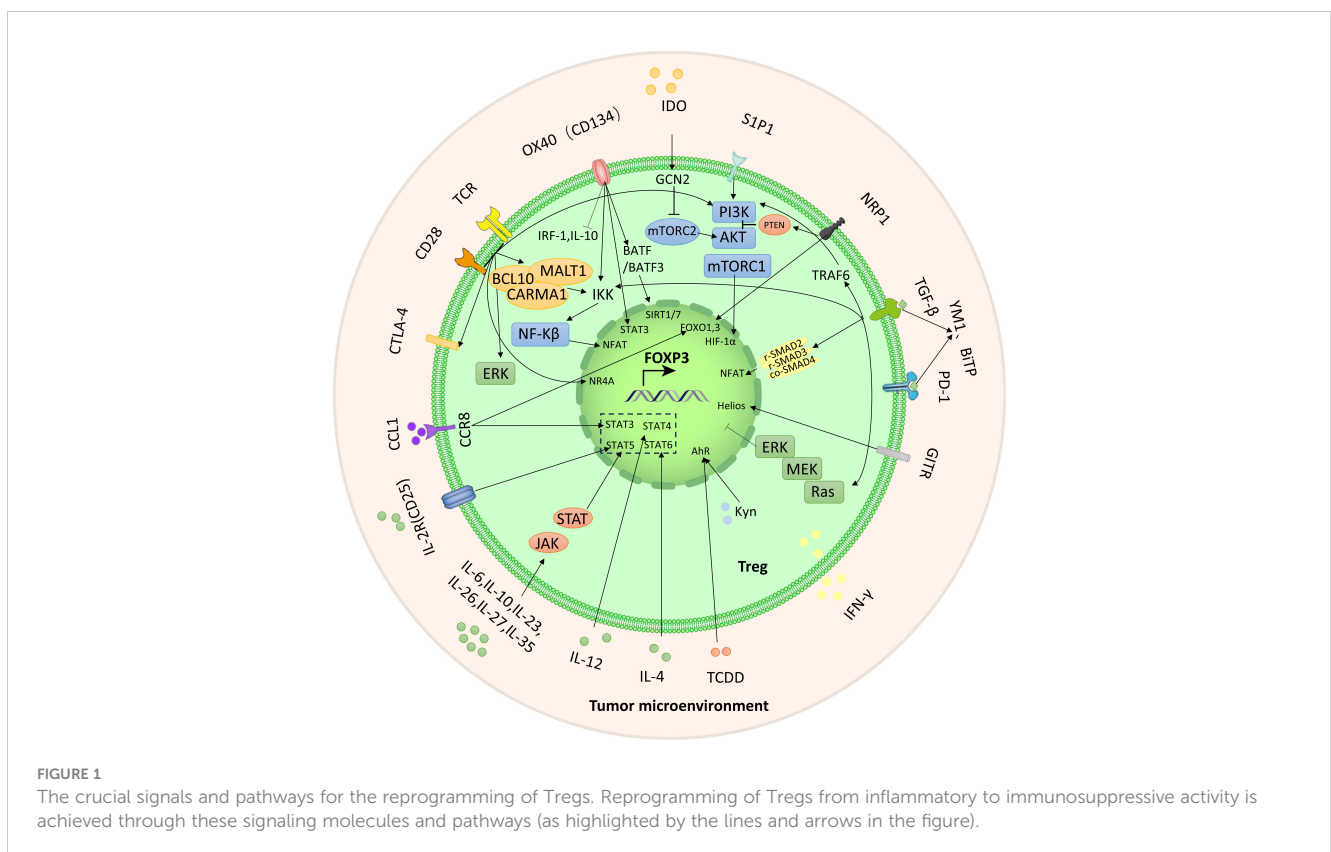 IDO
OX40（CD134）
S1P1
TCR
GCN2
NRP1
PI3K
CD28
IRF-1,IL-10
mTORC2
AKT
PTEN
BATF
/BATF3
MALT1
BCL10
CARMA1
IKK
mTORC1
TRAF6
TGF-β
YM1、BiTP
CTLA-4
NF-Kβ
SIRT1/7
STAT3
FOXO1,3
HIF-1α
NFAT
FOXP3
r-SMAD2
r-SMAD3
co-SMAD4
ERK
NR4A
NFAT
PD-1
Helios
CCL1
CCR8
STAT3
STAT4
STAT5
STAT6
AhR
ERK
MEK
Ras
GITR
IL-2R(CD25)
STAT
JAK
Kyn
Treg
IL-6,IL-10,IL-23,
IL-26,IL-27,IL-35
IFN-γ
IL-12
IL-4
TCDD
Tumor microenvironment
FIGURE 1
The crucial signals and pathways for the reprogramming of Tregs. Reprogramming of Tregs from inflammatory to immunosuppressive activity is
achieved through these signaling molecules and pathways (as highlighted by the lines and arrows in the figure).